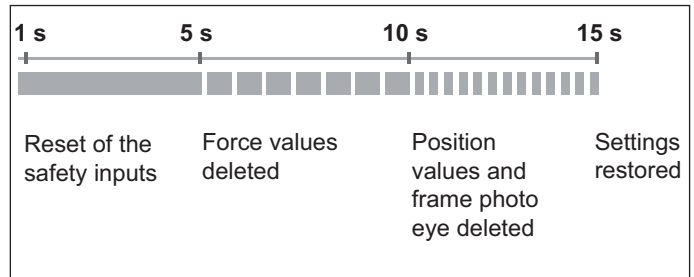 1 s 5 s 10 s 15 s
Reset of the
safety inputs
Force values
deleted
Position
values and
frame photo
eye deleted
Settings
restored